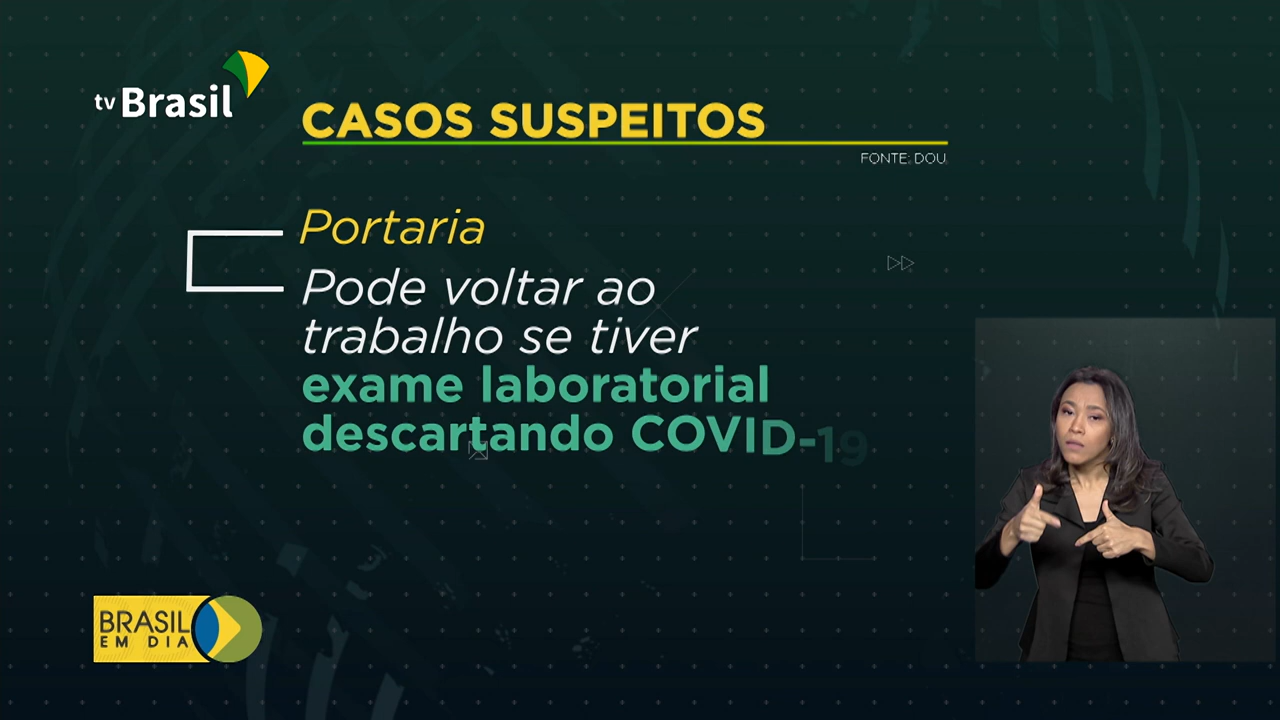 tv Brasil
CASOS SUSPEITOS
FONTE: DOU
Portaria
Pode voltar ao
trabalho se tiver
exame laboratorial
descartando COVID-19
BRASIL
EM DIA